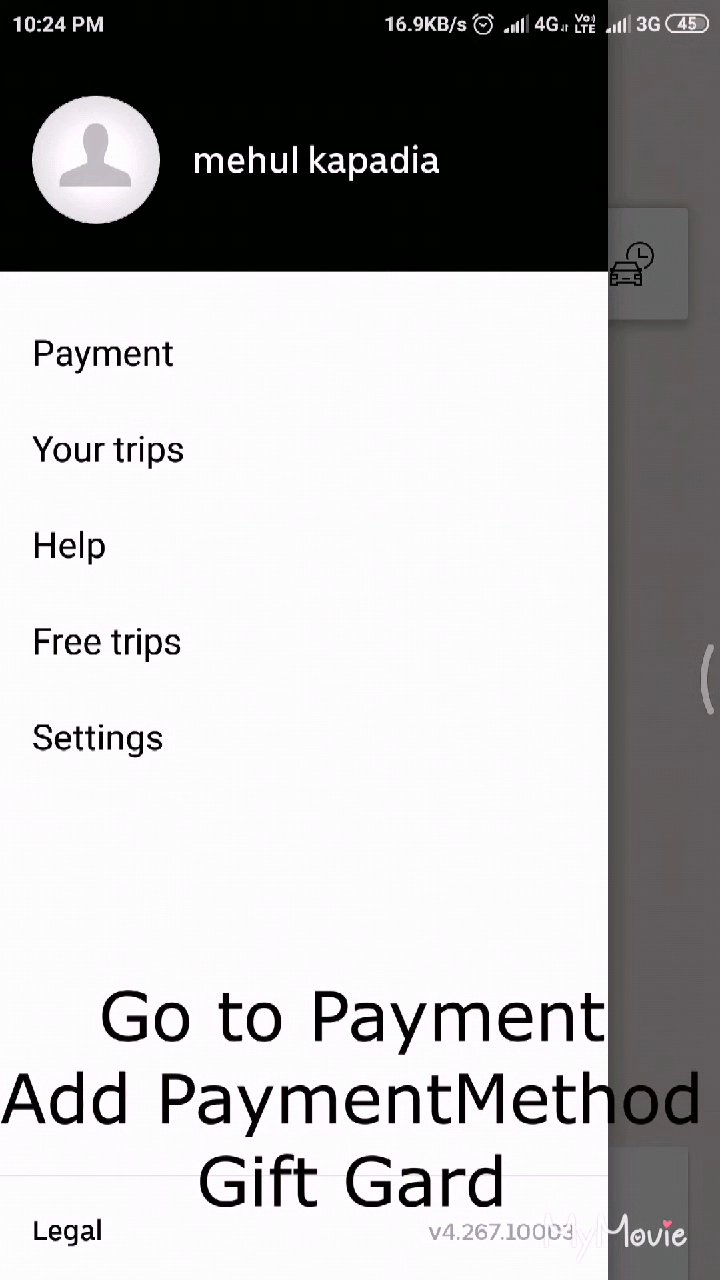 10:24 PM 16.9KB/s 4G Vo) LTE 3G 45
mehul kapadia
Payment
Your trips
Help
Free trips
Settings
Go to Payment
Add PaymentMethod
Gift Gard
Legal v4.267.10003
MyMovie